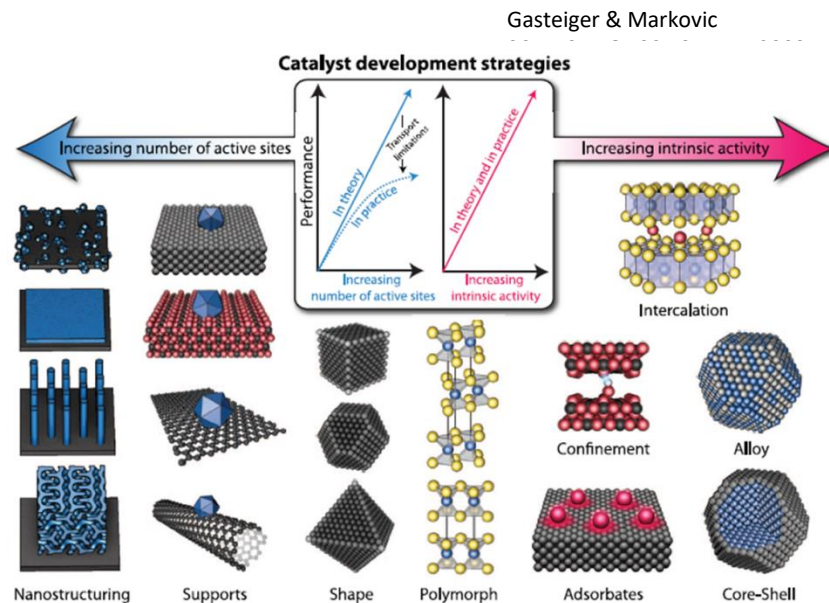 Gasteiger & Markovic
Catalyst development strategies
Increasing number of active sites
Increasing intrinsic activity
Performance
In theory
In practice
Transport
limitations
Increasing
number of active sites
In theory and in practice
Increasing
intrinsic activity
Intercalation
Confinement
Alloy
Nanostructuring
Supports
Shape
Polymorph
Adsorbates
Core-Shell